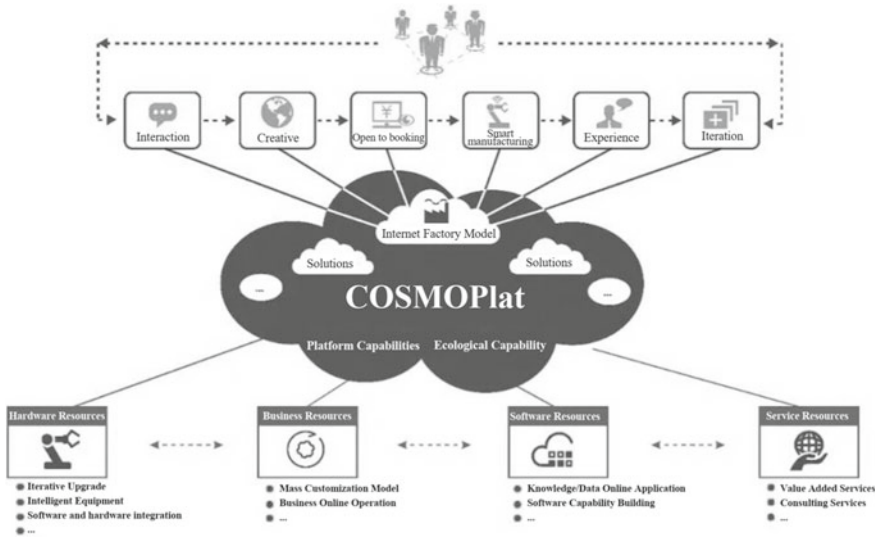 Interaction
Creative
Open to booking
Smart
manufacturing
Experience
Iteration
Internet Factory Model
Solutions
Solutions
...
...
COSMOPlat
Platform Capabilities
Ecological Capability
Hardware Resources
Business Resources
Software Resources
Service Resources
Iterative Upgrade
Intelligent Equipment
Software and hardware integration
...
Mass Customization Model
Business Online Operation
...
Knowledge/Data Online Application
Software Capability Building
...
Value Added Services
Consulting Services
...